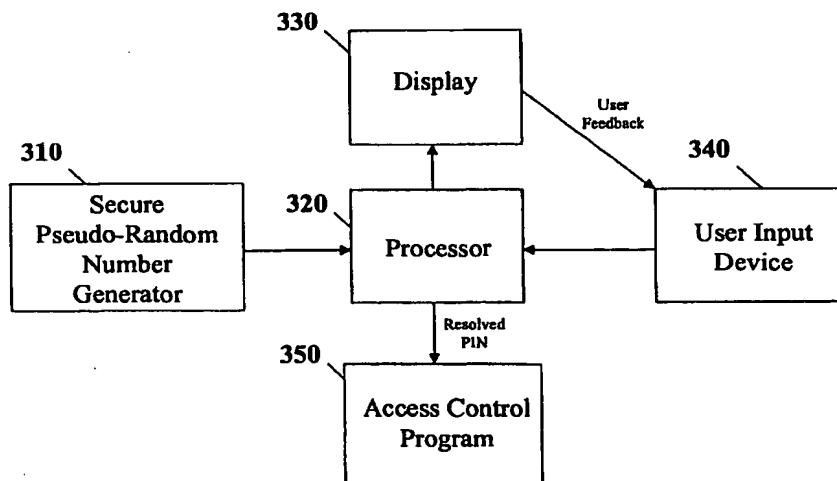 330
Display
User
Feedback
310
340
Secure
Pseudo-Random
Number
Generator
320
Processor
User Input
Device
Resolved
PIN
350
Access Control
Program